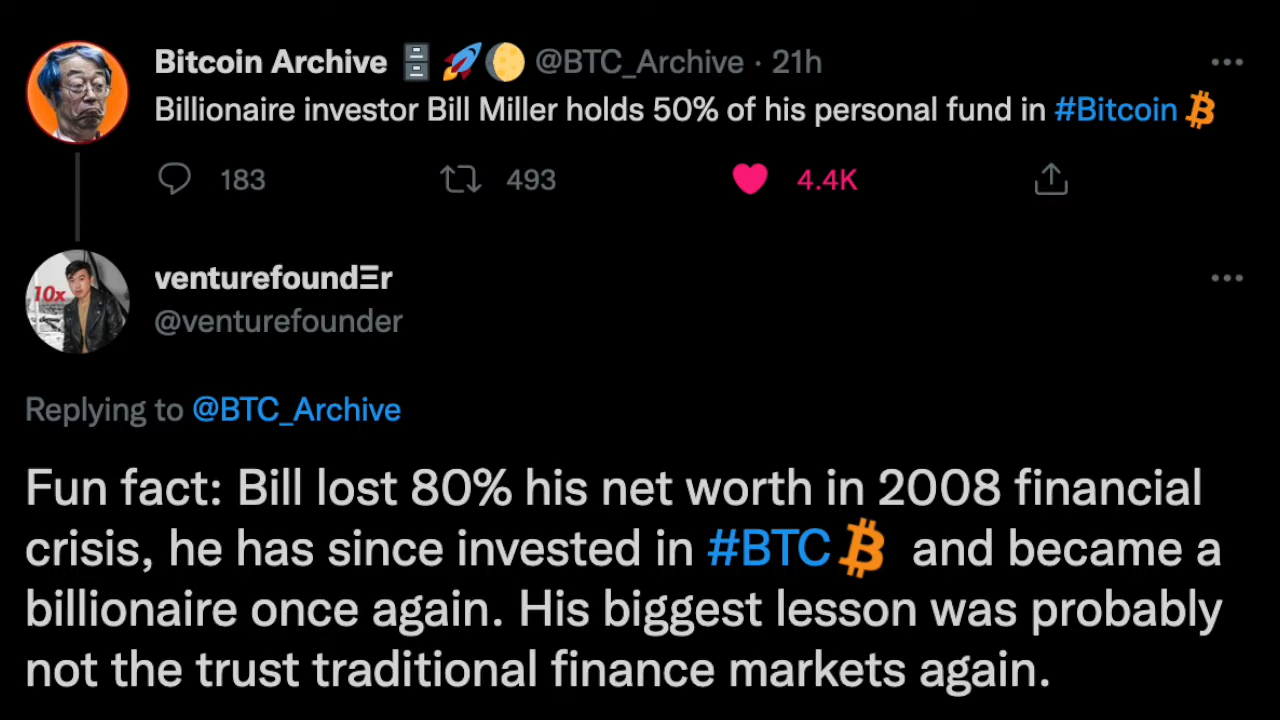 Bitcoin Archive 🗄️🚀🌔 @BTC_Archive · 21h
Billionaire investor Bill Miller holds 50% of his personal fund in #Bitcoin
183 493 4.4K
10x
venturefoundΞr
@venturefounder
Replying to @BTC_Archive
Fun fact: Bill lost 80% his net worth in 2008 financial
crisis, he has since invested in #BTC and became a
billionaire once again. His biggest lesson was probably
not the trust traditional finance markets again.